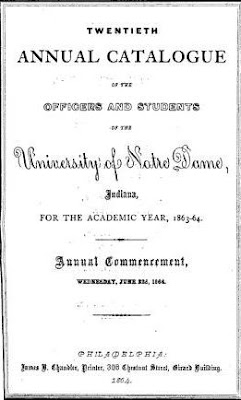 TWENTIETH
ANNUAL CATALOGUE
OF THE
OFFICERS AND STUDENTS
OF THE
University of Notre Dame,
Indiana,
FOR THE ACADEMIC YEAR, 1863-64.
Annual Commencement,
WEDNESDAY, JUNE 22d, 1864.
PHILADELPHIA:
James B. Chandler, Printer, 306 Chestnut Street, Girard Building.
1864.